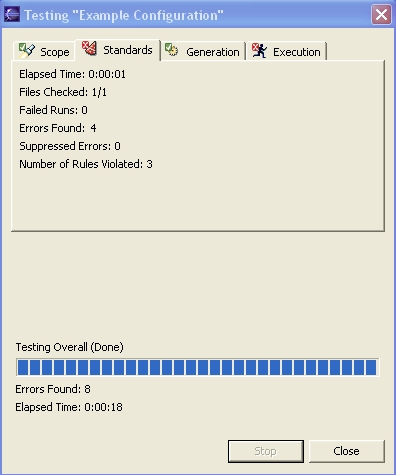 Testing "Example Configuration"
Scope Standards Generation Execution
Elapsed Time: 0:00:01
Files Checked: 1/1
Failed Runs: 0
Errors Found: 4
Suppressed Errors: 0
Number of Rules Violated: 3
Testing Overall (Done)
Errors Found: 8
Elapsed Time: 0:00:18
Stop Close